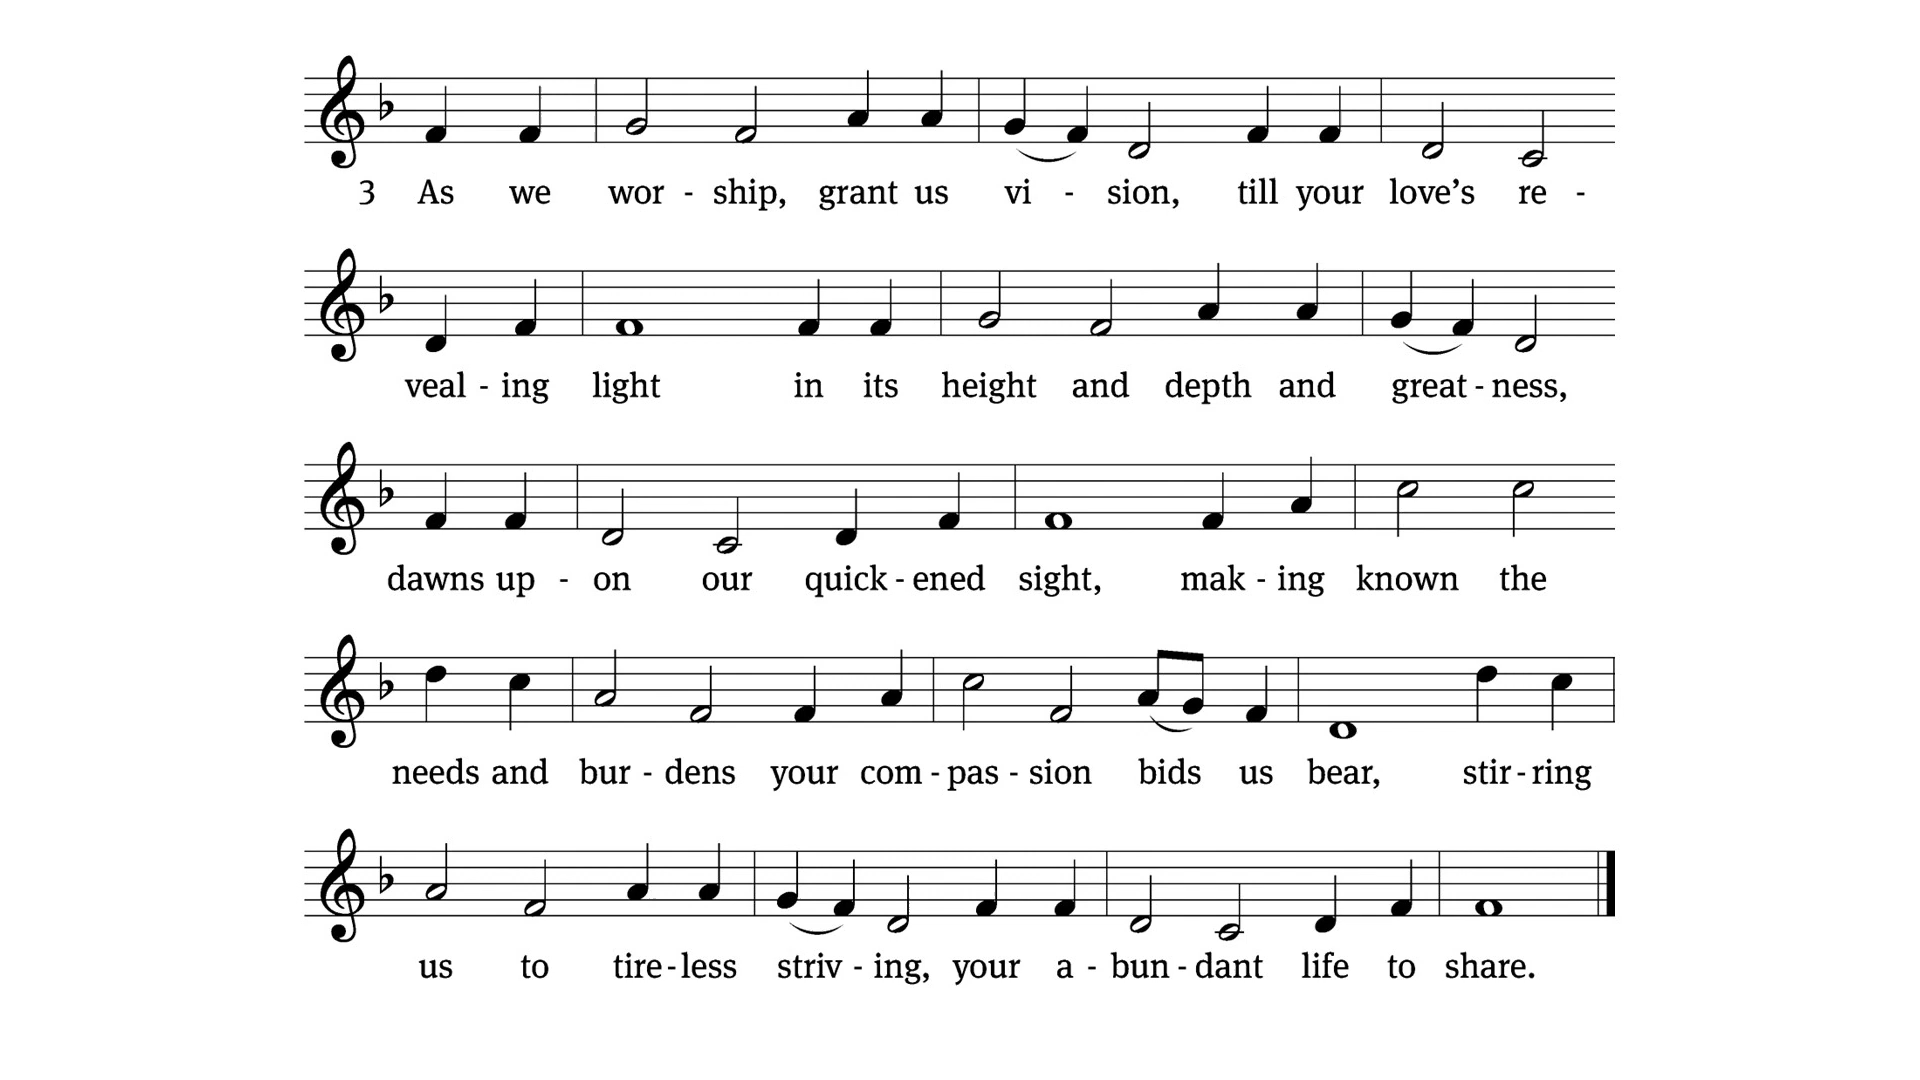 3 As we wor - ship, grant us vi - sion, till your love’s re -
veal - ing light in its height and depth and great - ness,
dawns up - on our quick - ened sight, mak - ing known the
needs and bur - dens your com - pas - sion bids us bear, stir - ring
us to tire - less striv - ing, your a - bun - dant life to share.